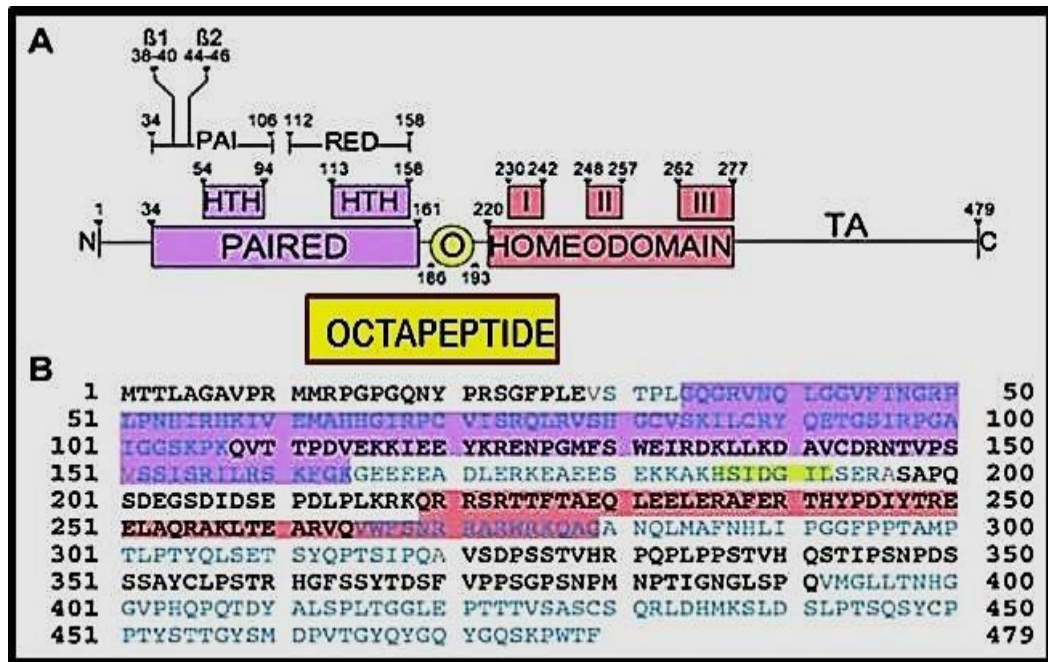 A
ß1 ß2
38-40 44-46
34 PAI 106 112 RED 158
54 94 113 156 230 242 248 257 262 277
HTH HTH I II III
1 34 161 220 TA 479
N PAIRED O HOMEODOMAIN C
186 193
OCTAPEPTIDE
B
1 MTTLAGAVPR MMRPGPGQNY PRSGFPLEVS TPLGQGRVNQ LGGVFINGRP 50
51 LPNHIRHKIV EMAHHGIRPC VISRQLRVSH GCVSKILCRY QETGSIRPGA 100
101 IGGSKPKQVT TPDVEKKIEE YKRENPGMFS WEIRDKLLKD AVCDRNTVPS 150
151 VSSISRILRS KFGKGEEEEA DLERKEAEES EKKAKHSIDG ILSERASAPQ 200
201 SDEGSDIDSE PDLPLKRKQR RSRTTFTAEQ LEELERAFER THYPDIYTRE 250
251 ELAQRAKLTE ARVQVWFSNR RARWRKQAGA NQLMAFNHLI PGGFPPTAMP 300
301 TLPTYQLSET SYQPTSIPQA VSDPSSTVHR PQPLPPSTVH QSTIPSNPDS 350
351 SSAYCLPSTR HGFSSYTDSF VPPSGPSNPM NPTIGNGLSP QVMGLLTNHG 400
401 GVPHQPQTDY ALSPLTGGLE PTTTVSASCS QRLDHMKSLD SLPTSQSYCP 450
451 PTYSTTGYSM DPVTGYQYGQ YGQSKPWTF 479